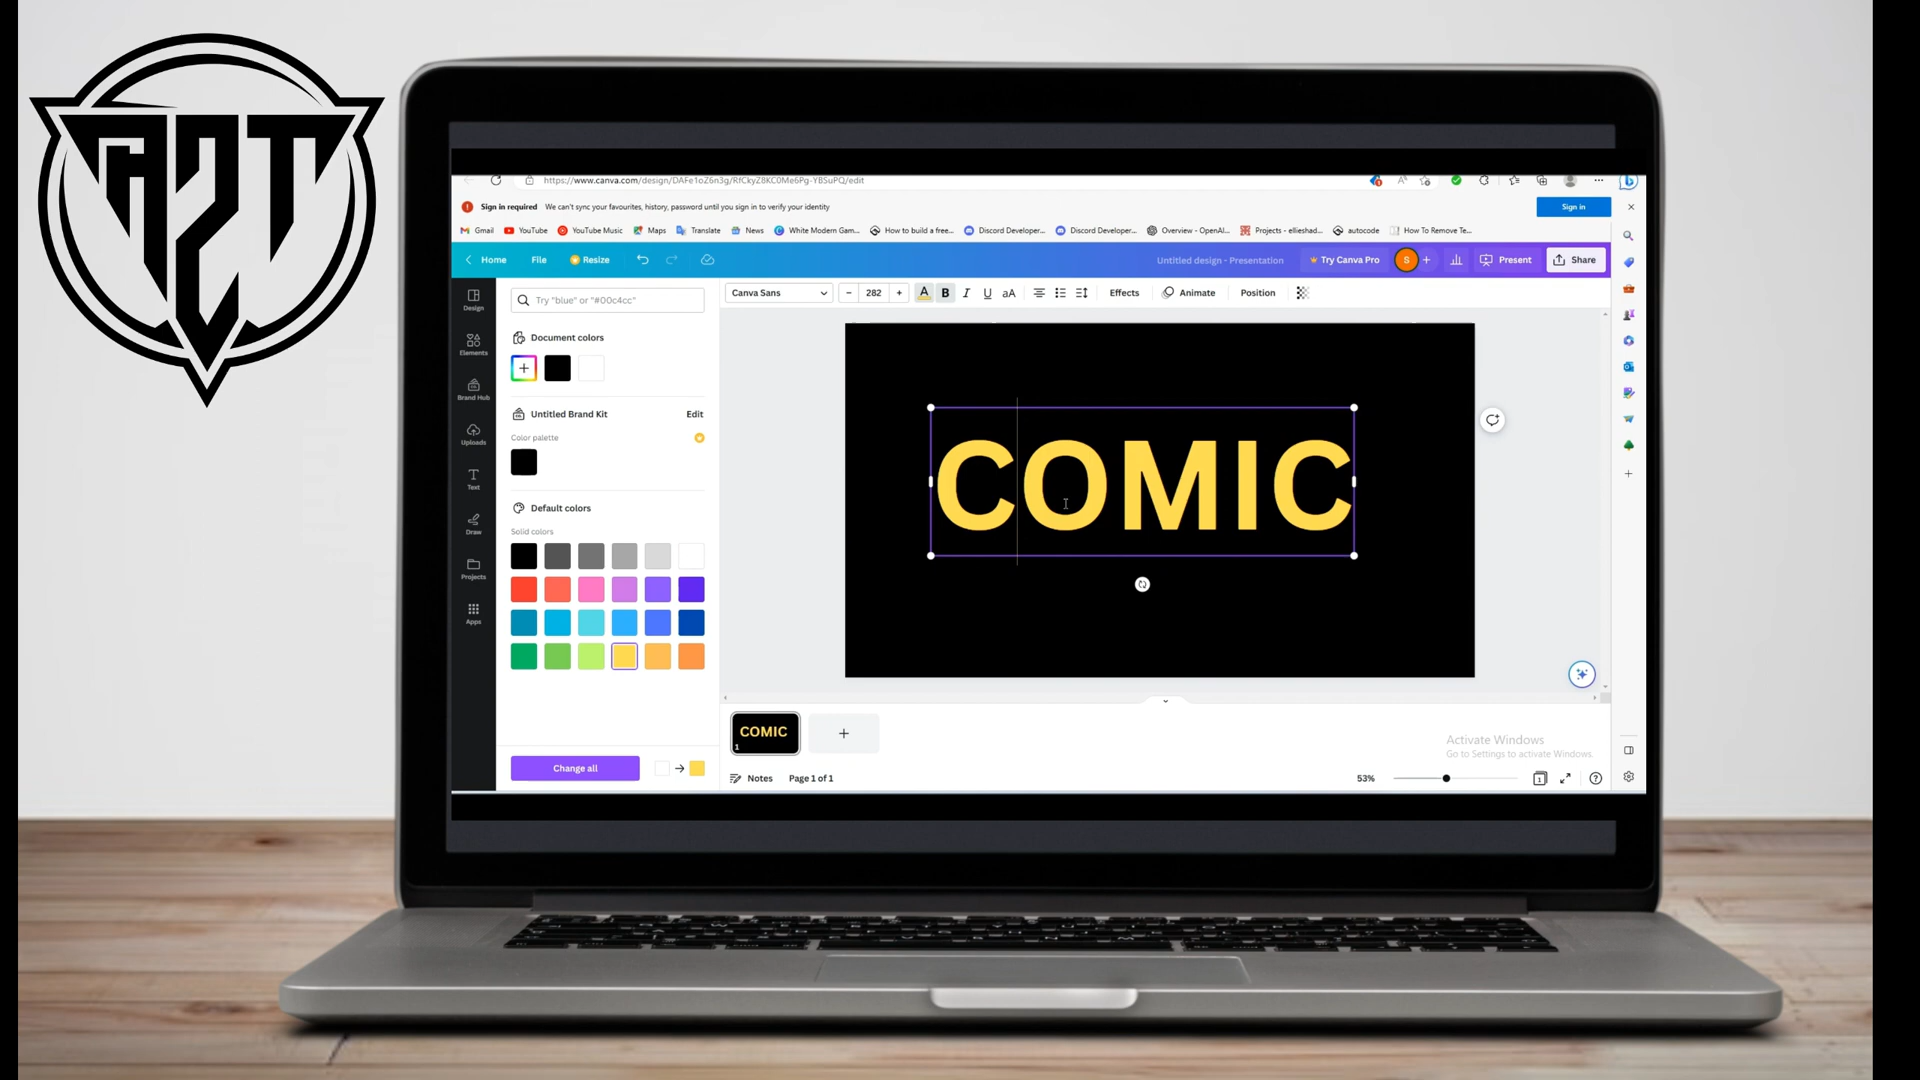 A2T
https://www.canva.com/design/DAFe1oZ6n3g/RfCkyZ8KC0Me6Pg-YBSuPQ/edit
Sign required We can't sync your favourites, history, password until you sign in to verify your identity
Sign in
Gmail YouTube YouTube Music Maps Translate News White Modern Gam... How to build a free... Discord Developer... Discord Developer... Overview - OpenAI... Projects - ellieshad... autocode How To Remove Te...
Home File Resize Untitled design - Presentation Try Canva Pro S + Present Share
Canva Sans - 282 + A B I U aA Effects Animate Position
Try "blue" or "#00c4cc"
Design
Elements
Brand Hub
Uploads
Text
Draw
Projects
Apps
Document colors
Untitled Brand Kit Edit
Color palette
Default colors
Solid colors
Change all
COMIC
COMIC
1
Notes Page 1 of 1
53%
1
Activate Windows
Go to Settings to activate Windows.